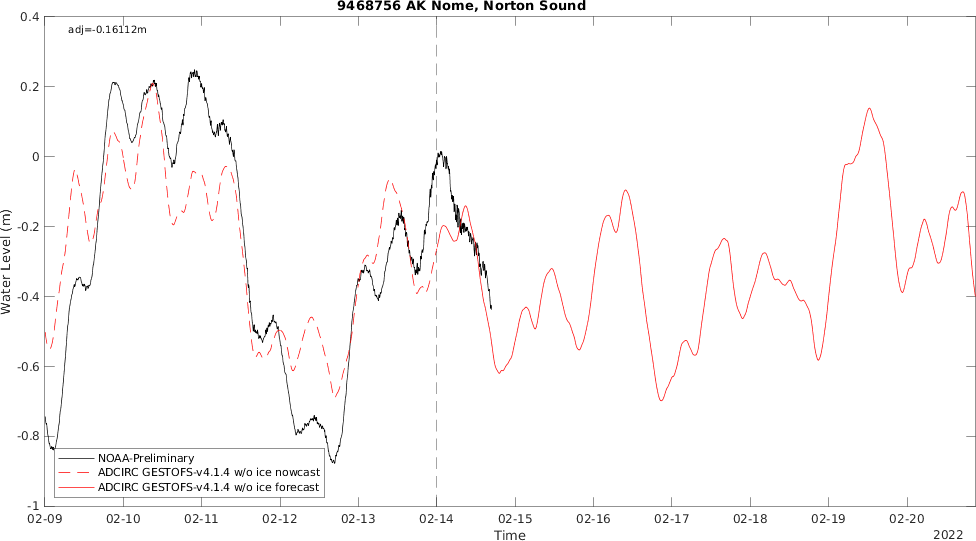 9468756 AK Nome, Norton Sound
adj=-0.16112m
0.4
0.2
0
-0.2
-0.4
-0.6
-0.8
-1
Water Level (m)
NOAA-Preliminary
ADCIRC GESTOFS-v4.1.4 w/o ice nowcast
ADCIRC GESTOFS-v4.1.4 w/o ice forecast
02-09 02-10 02-11 02-12 02-13 02-14 02-15 02-16 02-17 02-18 02-19 02-20
Time
2022